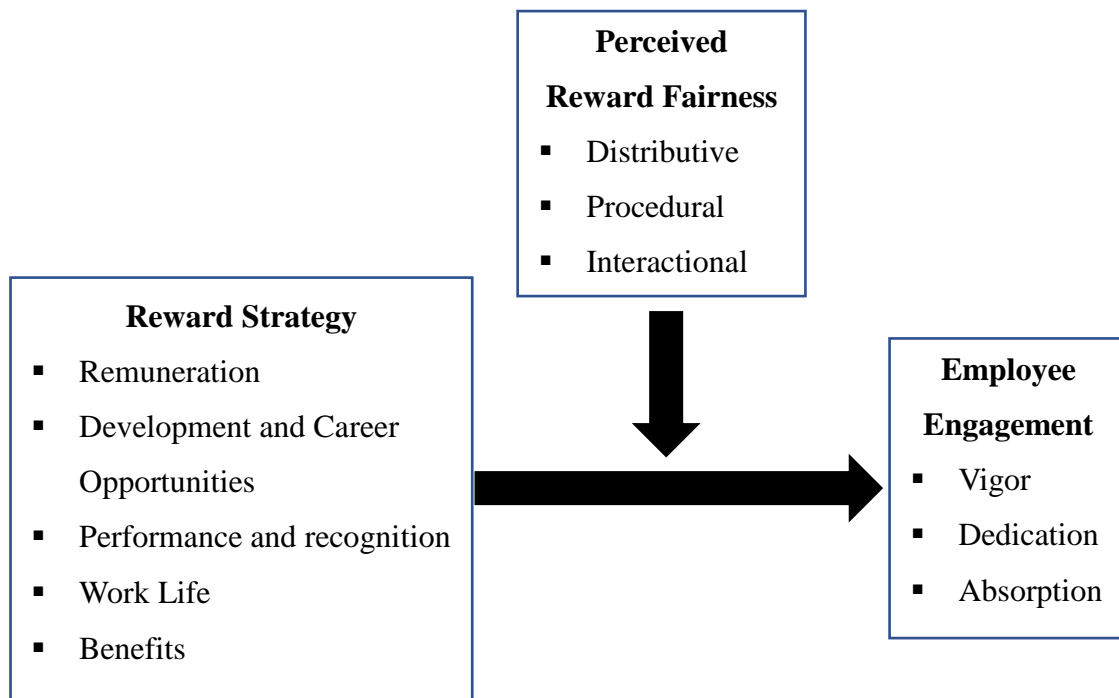 Perceived
Reward Fairness
▪ Distributive
▪ Procedural
▪ Interactional
Reward Strategy
▪ Remuneration
▪ Development and Career
Opportunities
▪ Performance and recognition
▪ Work Life
▪ Benefits
Employee
Engagement
▪ Vigor
▪ Dedication
▪ Absorption